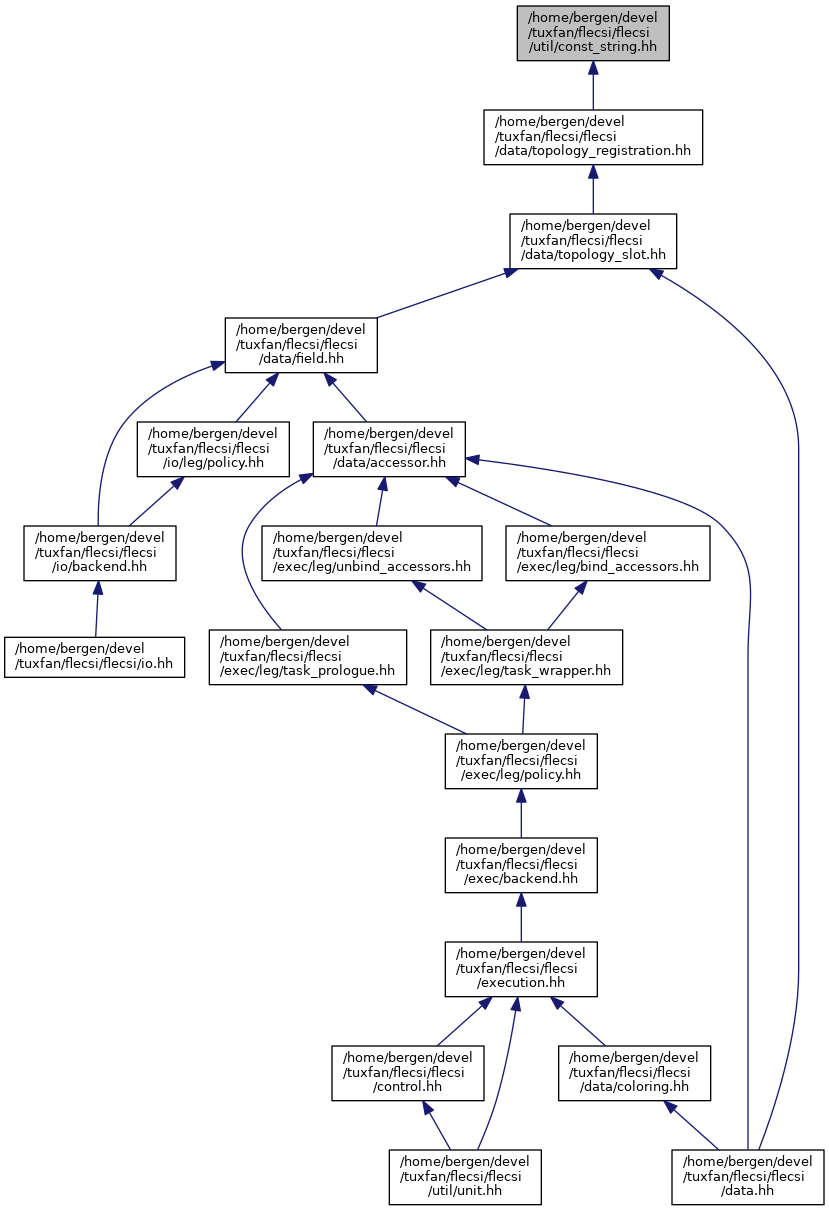 /home/bergen/devel
/tuxfan/flecsi/flecsi
/util/const_string.hh
/home/bergen/devel
/tuxfan/flecsi/flecsi
/data/topology_registration.hh
/home/bergen/devel
/tuxfan/flecsi/flecsi
/data/topology_slot.hh
/home/bergen/devel
/tuxfan/flecsi/flecsi
/data/field.hh
/home/bergen/devel
/tuxfan/flecsi/flecsi
/io/leg/policy.hh
/home/bergen/devel
/tuxfan/flecsi/flecsi
/data/accessor.hh
/home/bergen/devel
/tuxfan/flecsi/flecsi
/io/backend.hh
/home/bergen/devel
/tuxfan/flecsi/flecsi
/exec/leg/unbind_accessors.hh
/home/bergen/devel
/tuxfan/flecsi/flecsi
/exec/leg/bind_accessors.hh
/home/bergen/devel
/tuxfan/flecsi/flecsi/io.hh
/home/bergen/devel
/tuxfan/flecsi/flecsi
/exec/leg/task_prologue.hh
/home/bergen/devel
/tuxfan/flecsi/flecsi
/exec/leg/task_wrapper.hh
/home/bergen/devel
/tuxfan/flecsi/flecsi
/exec/leg/policy.hh
/home/bergen/devel
/tuxfan/flecsi/flecsi
/exec/backend.hh
/home/bergen/devel
/tuxfan/flecsi/flecsi
/execution.hh
/home/bergen/devel
/tuxfan/flecsi/flecsi
/control.hh
/home/bergen/devel
/tuxfan/flecsi/flecsi
/data/coloring.hh
/home/bergen/devel
/tuxfan/flecsi/flecsi
/util/unit.hh
/home/bergen/devel
/tuxfan/flecsi/flecsi
/data.hh